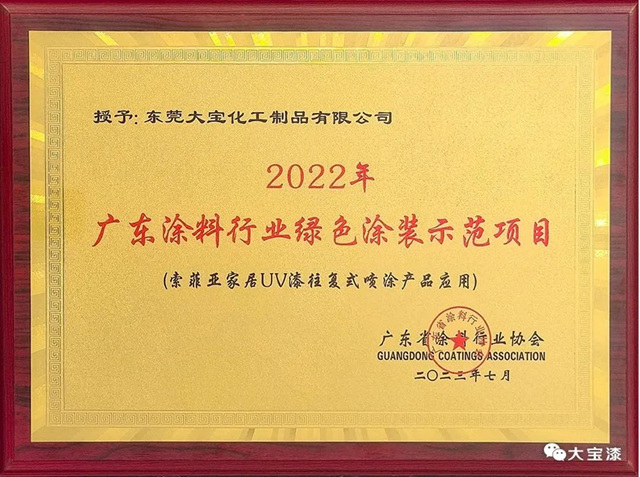 授予:东莞大宝化工制品有限公司
2022年
广东涂料行业绿色涂装示范项目
(索菲亚家居UV漆往复式喷涂产品应用)
广东省涂料行业协会
GUANGDONG COATINGS ASSOCIATION
二〇二三年七月
大宝漆